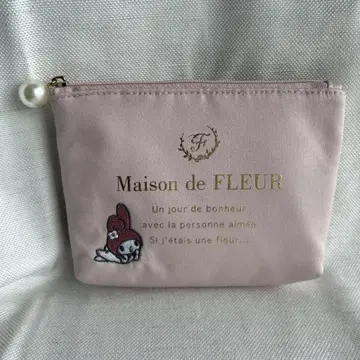 F
Maison de FLEUR
Un jour de bonheur
avec la personne aimée
Si j'étais une fleur...